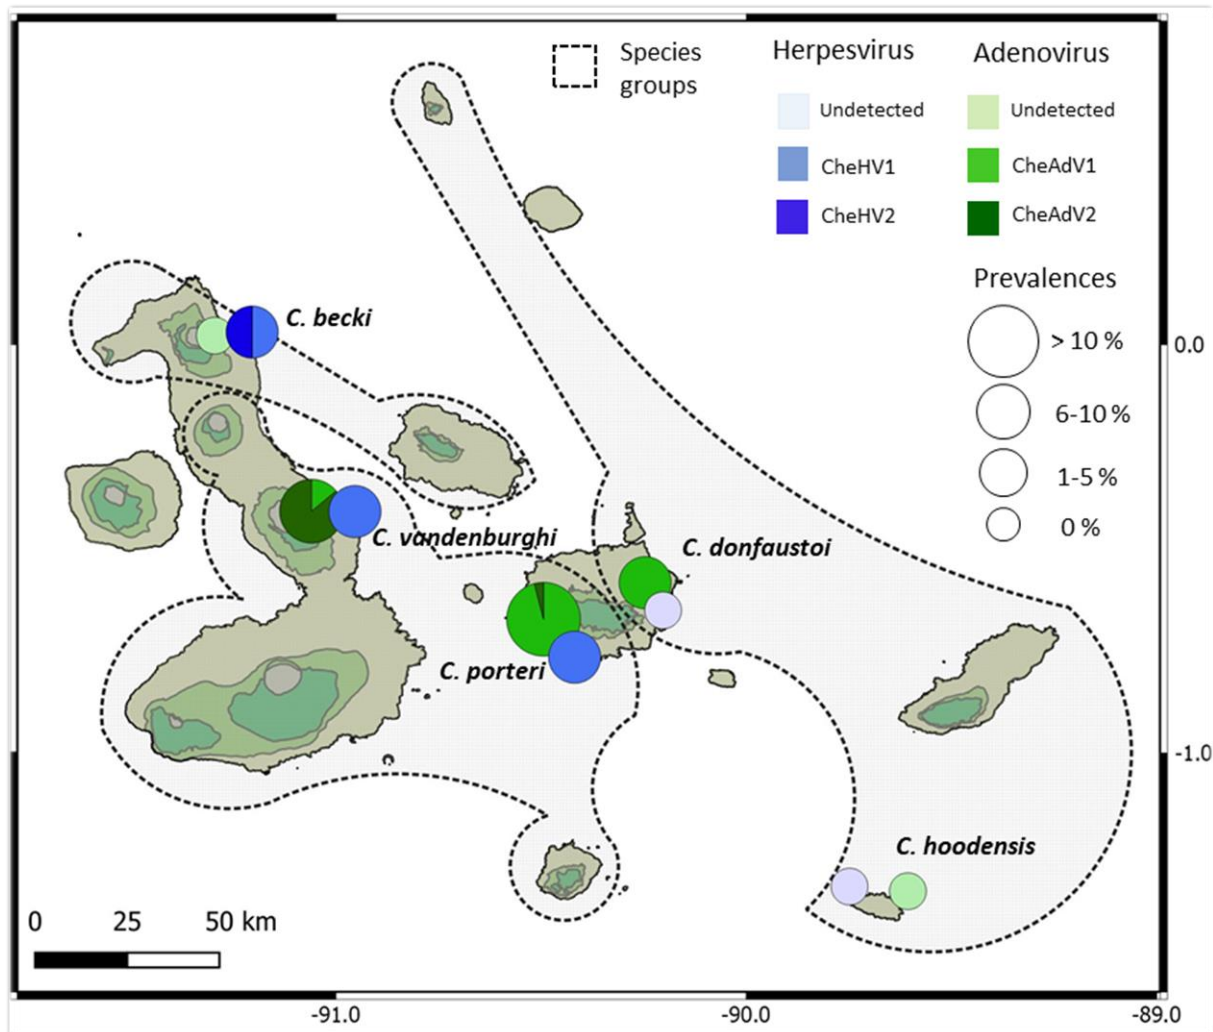 Species
groups
Herpesvirus
Undetected
CheHV1
CheHV2
Adenovirus
Undetected
CheAdV1
CheAdV2
Prevalences
> 10 %
6-10 %
1-5 %
0 %
C. becki
C. vandenburghi
C. donfaustoi
C. porteri
C. hoodensis
0 25 50 km
0.0
-1.0
-91.0 -90.0 -89.0